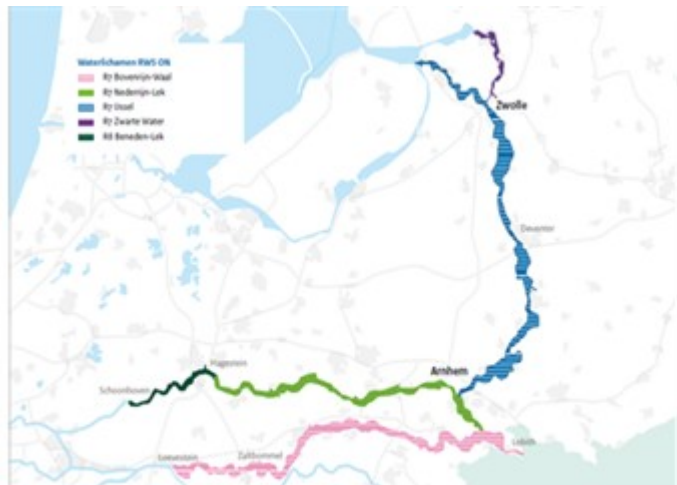 Waterlichamen RWS ON
R7 Bovenrijn-Waal
R7 Nederrijn-Lek
R7 IJssel
R7 Zwarte Water
R8 Beneden-Lek
Zwolle
Deventer
Arnhem
Hagestein
Schoonhoven
Lobith
Zaltbommel
Loevestein